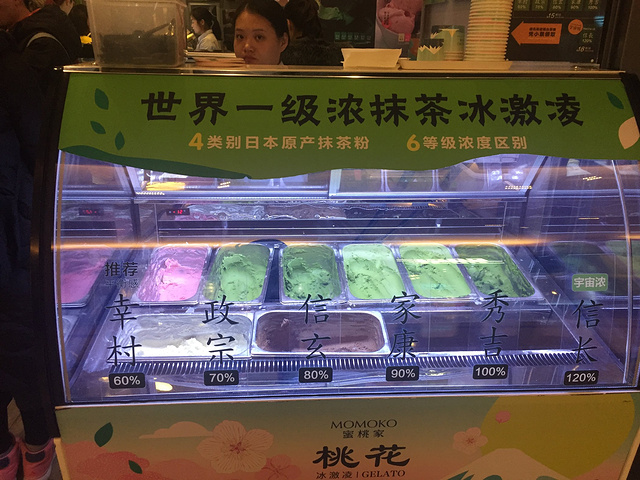 世界一级浓抹茶冰激凌
4类别日本原产抹茶粉 6等级浓度区别
推荐
宇宙浓
幸村 政宗 信玄 家康 秀吉 信长
60% 70% 80% 90% 100% 120%
MOMOKO
蜜桃家
桃花
冰激凌 | GELATO